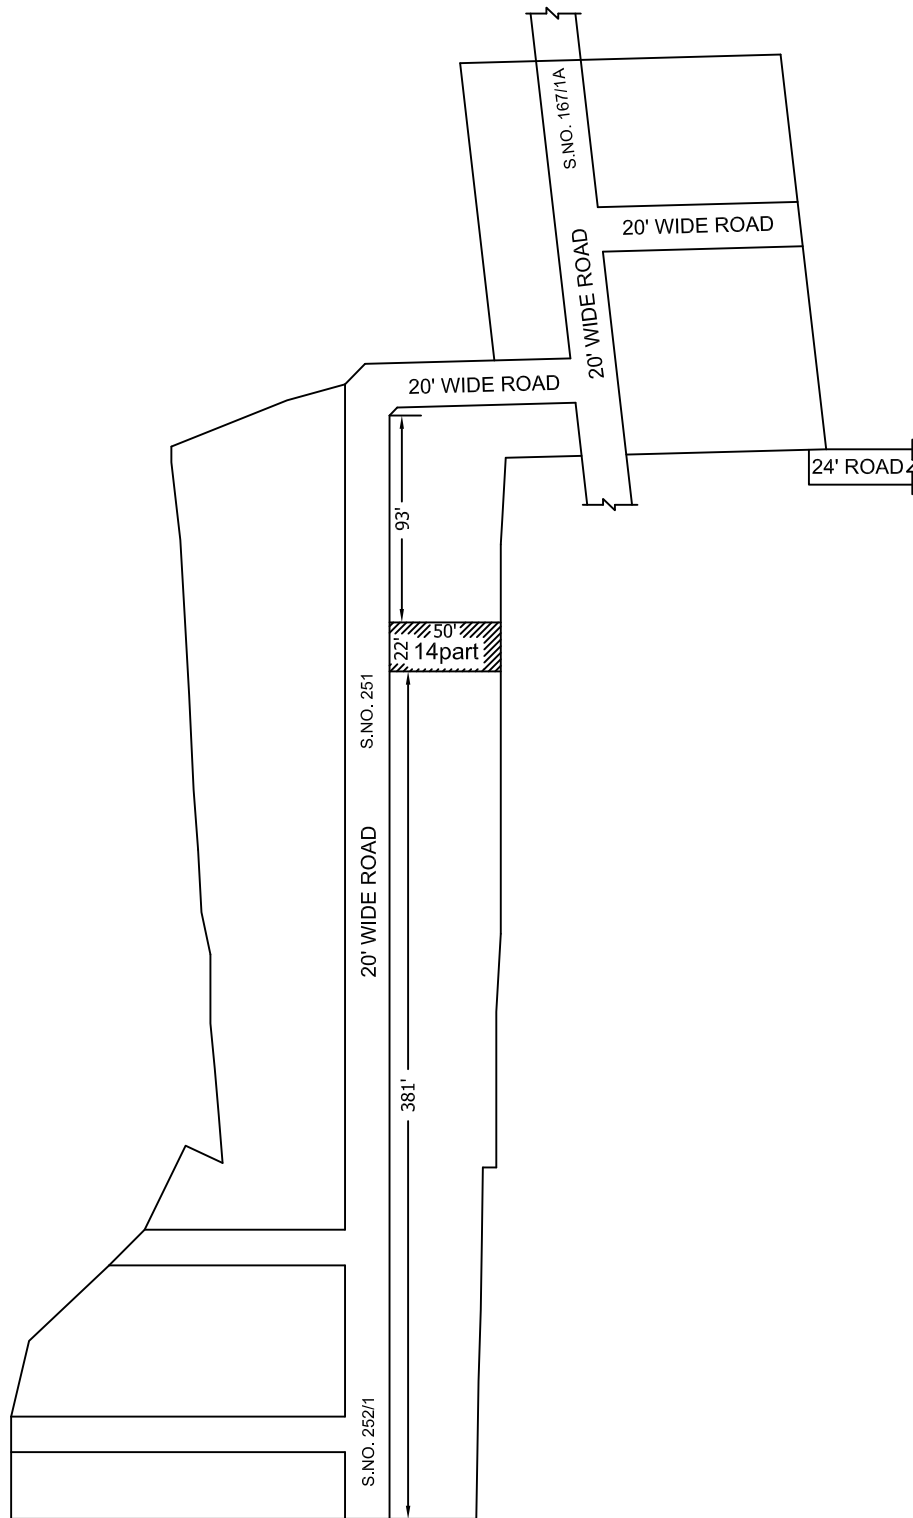 S.NO. 167/1A
20' WIDE ROAD
20' WIDE ROAD
20' WIDE ROAD
24' ROAD
93'
50'
22'
14part
S.NO. 251
20' WIDE ROAD
381'
S.NO. 252/1